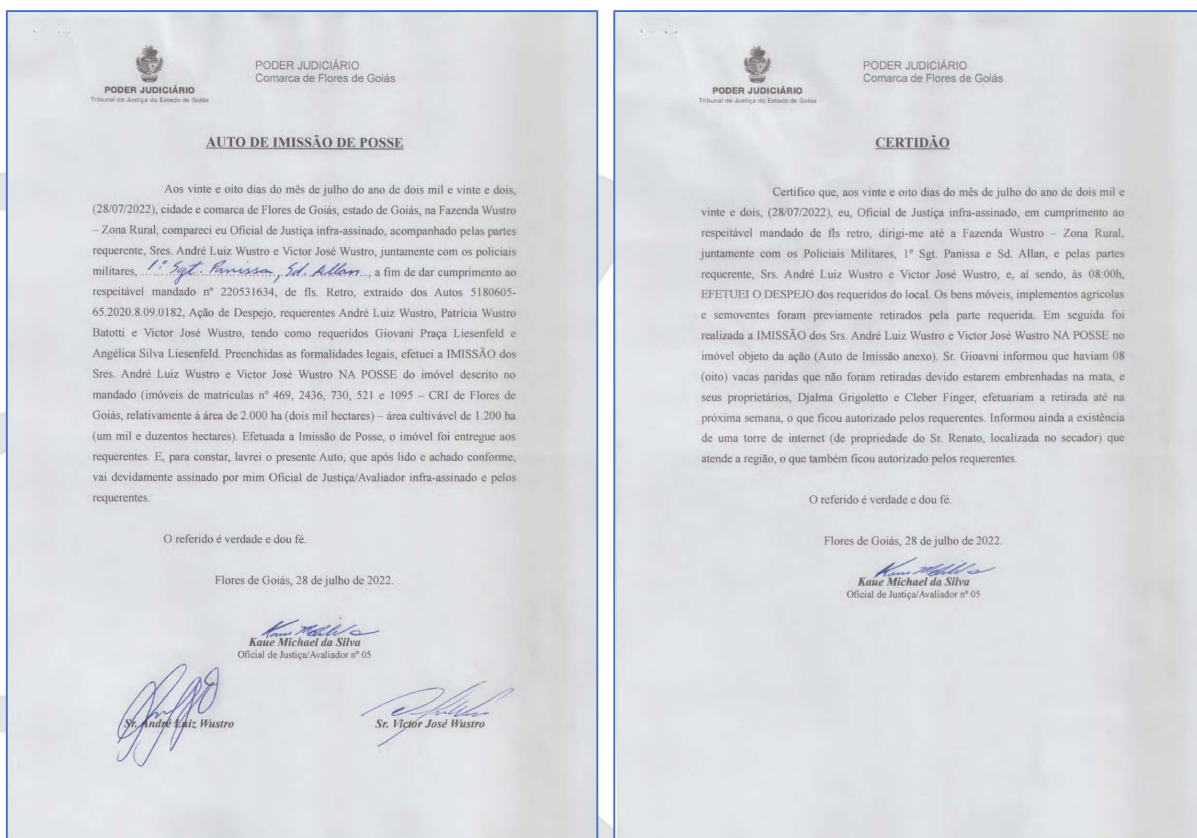 PODER JUDICIÁRIO
Tribunal de Justiça do Estado de Goiás
PODER JUDICIÁRIO
Comarca de Flores de Goiás
AUTO DE IMISSÃO DE POSSE
Aos vinte e oito dias do mês de julho do ano de dois mil e vinte e dois,
(28/07/2022), cidade e comarca de Flores de Goiás, estado de Goiás, na Fazenda Wustro
– Zona Rural, compareci eu Oficial de Justiça infra-assinado, acompanhado pelas partes
requerente, Sres. André Luiz Wustro e Victor José Wustro, juntamente com os policiais
militares, 1º Sgt. Panissa, Sd. Allan, a fim de dar cumprimento ao
respeitável mandado nº 220531634, de fls. Retro, extraído dos Autos 5180605-
65.2020.8.09.0182, Ação de Despejo, requerentes André Luiz Wustro, Patrícia Wustro
Batotti e Victor José Wustro, tendo como requeridos Giovani Praça Liesenfeld e
Angélica Silva Liesenfeld. Preenchidas as formalidades legais, efetuei a IMISSÃO dos
Sres. André Luiz Wustro e Victor José Wustro NA POSSE do imóvel descrito no
mandado (imóveis de matrículas nº 469, 2436, 730, 521 e 1095 – CRI de Flores de
Goiás, relativamente à área de 2.000 ha (dois mil hectares) – área cultivável de 1.200 ha
(um mil e duzentos hectares). Efetuada a Imissão de Posse, o imóvel foi entregue aos
requerentes. E, para constar, lavrei o presente Auto, que após lido e achado conforme,
vai devidamente assinado por mim Oficial de Justiça/Avaliador infra-assinado e pelos
requerentes.
O referido é verdade e dou fé.
Flores de Goiás, 28 de julho de 2022.
Kaue Michael da Silva
Oficial de Justiça/Avaliador nº 05
Sr. André Luiz Wustro
Sr. Victor José Wustro
PODER JUDICIÁRIO
Tribunal de Justiça do Estado de Goiás
PODER JUDICIÁRIO
Comarca de Flores de Goiás
CERTIDÃO
Certifico que, aos vinte e oito dias do mês de julho do ano de dois mil e
vinte e dois, (28/07/2022), eu, Oficial de Justiça infra-assinado, em cumprimento ao
respeitável mandado de fls retro, dirigi-me até a Fazenda Wustro – Zona Rural,
juntamente com os Policiais Militares, 1º Sgt. Panissa e Sd. Allan, e pelas partes
requerente, Srs. André Luiz Wustro e Victor José Wustro, e, aí sendo, às 08:00h,
EFETUEI O DESPEJO dos requeridos do local. Os bens móveis, implementos agrícolas
e semoventes foram previamente retirados pela parte requerida. Em seguida foi
realizada a IMISSÃO dos Srs. André Luiz Wustro e Victor José Wustro NA POSSE no
imóvel objeto da ação (Auto de Imissão anexo). Sr. Gioavni informou que haviam 08
(oito) vacas paridas que não foram retiradas devido estarem embrenhadas na mata, e
seus proprietários, Djalma Grigoletto e Cleber Finger, efetuariam a retirada até na
próxima semana, o que ficou autorizado pelos requerentes. Informou ainda a existência
de uma torre de internet (de propriedade do Sr. Renato, localizada no secador) que
atende a região, o que também ficou autorizado pelos requerentes.
O referido é verdade e dou fé.
Flores de Goiás, 28 de julho de 2022.
Kaue Michael da Silva
Oficial de Justiça/Avaliador nº 05